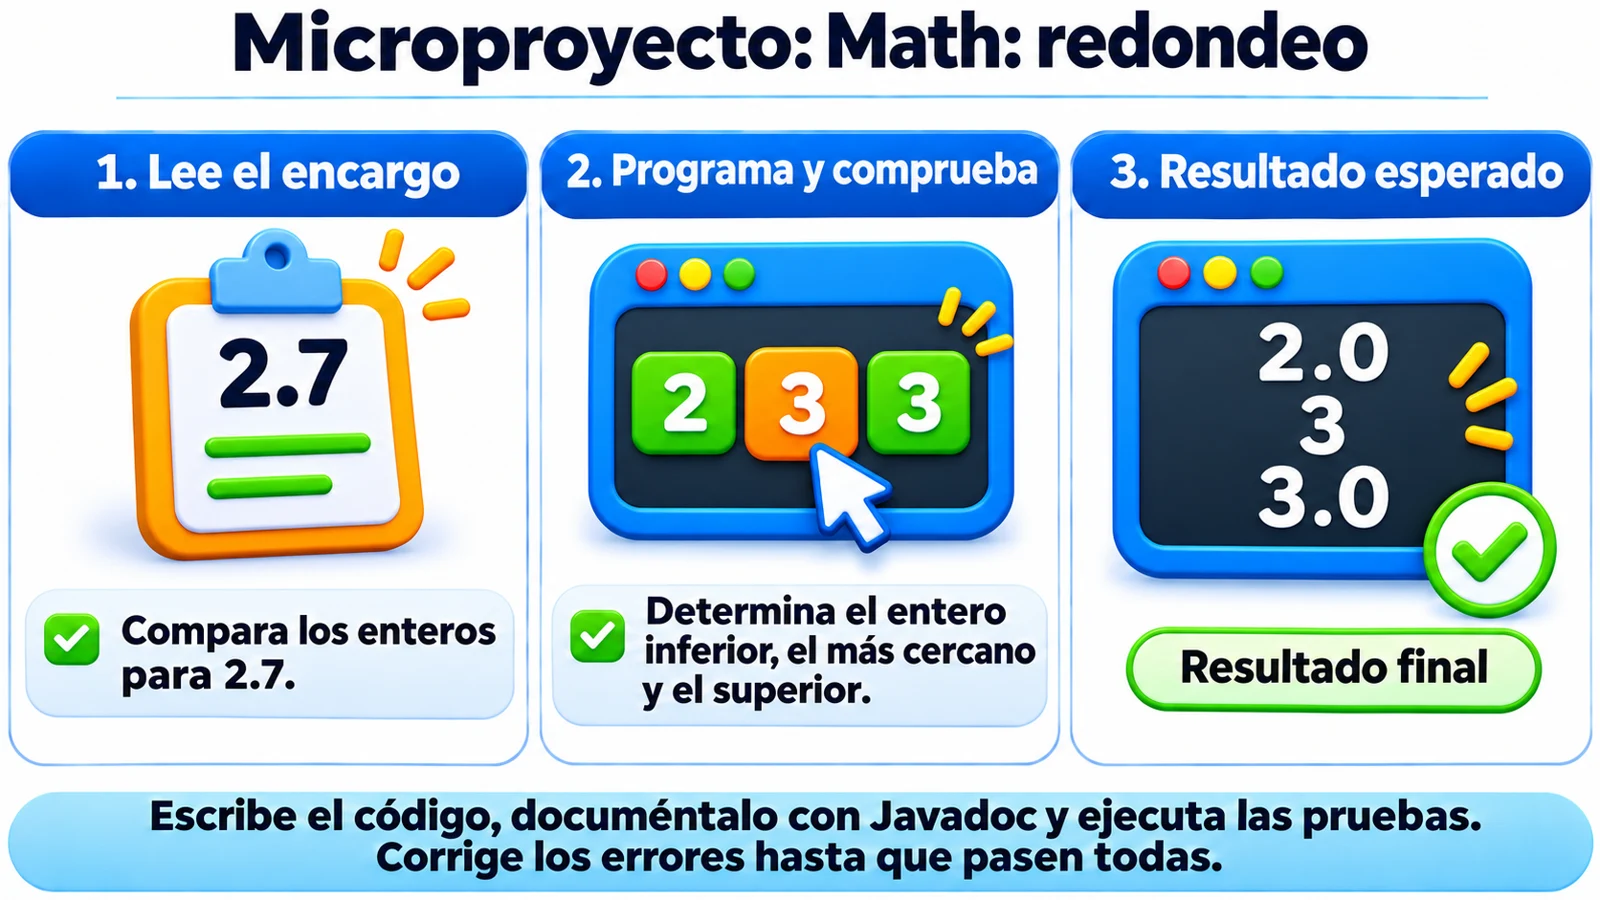 Microproyecto: Math: redondeo
1. Lee el encargo
2.7
Compara los enteros
para 2.7.
2. Programa y comprueba
2 3 3
Determina el entero
inferior, el más cercano
y el superior.
3. Resultado esperado
2.0
3
3.0
Resultado final
Escribe el código, documéntalo con Javadoc y ejecuta las pruebas.
Corrige los errores hasta que pasen todas.